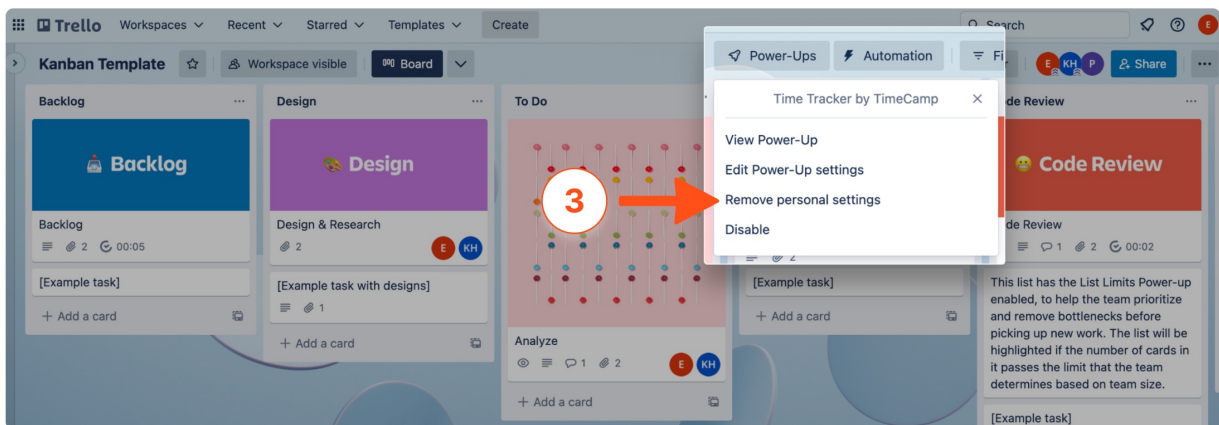 Trello
Workspaces
Recent
Starred
Templates
Create
Search
E
Kanban Template
Workspace visible
Board
Power-Ups
Automation
Fi
E
KH
P
Share
Backlog
Backlog
Backlog
2
00:05
[Example task]
+ Add a card
Design
Design
Design & Research
2
E
KH
[Example task with designs]
1
+ Add a card
To Do
Analyze
1
2
E
KH
+ Add a card
3
Time Tracker by TimeCamp
View Power-Up
Edit Power-Up settings
Remove personal settings
Disable
2
[Example task]
+ Add a card
de Review
Code Review
de Review
1
2
00:02
This list has the List Limits Power-up
enabled, to help the team prioritize
and remove bottlenecks before
picking up new work. The list will be
highlighted if the number of cards in
it passes the limit that the team
determines based on team size.
[Example task]